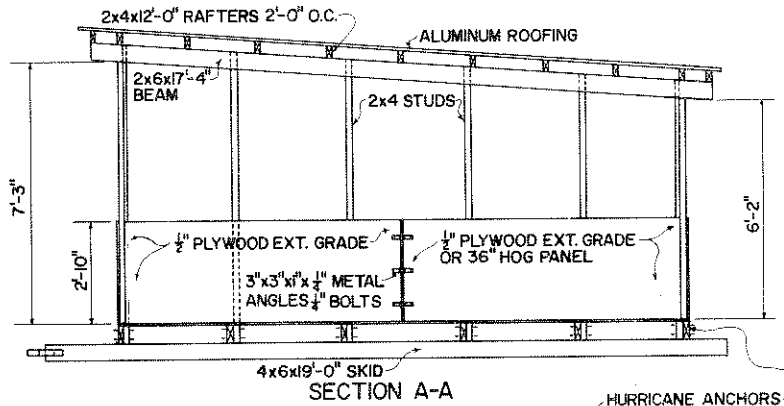 2x4x12'-0" RAFTERS 2'-0" O.C.
ALUMINUM ROOFING
2x6x17'-4"
BEAM
2x4 STUDS
7'-3"
6'-2"
2'-10"
½" PLYWOOD EXT. GRADE
½" PLYWOOD EXT. GRADE
OR 36" HOG PANEL
3"x3"x1"x¼" METAL
ANGLES ¼" BOLTS
4x6x19'-0" SKID
SECTION A-A
HURRICANE ANCHORS